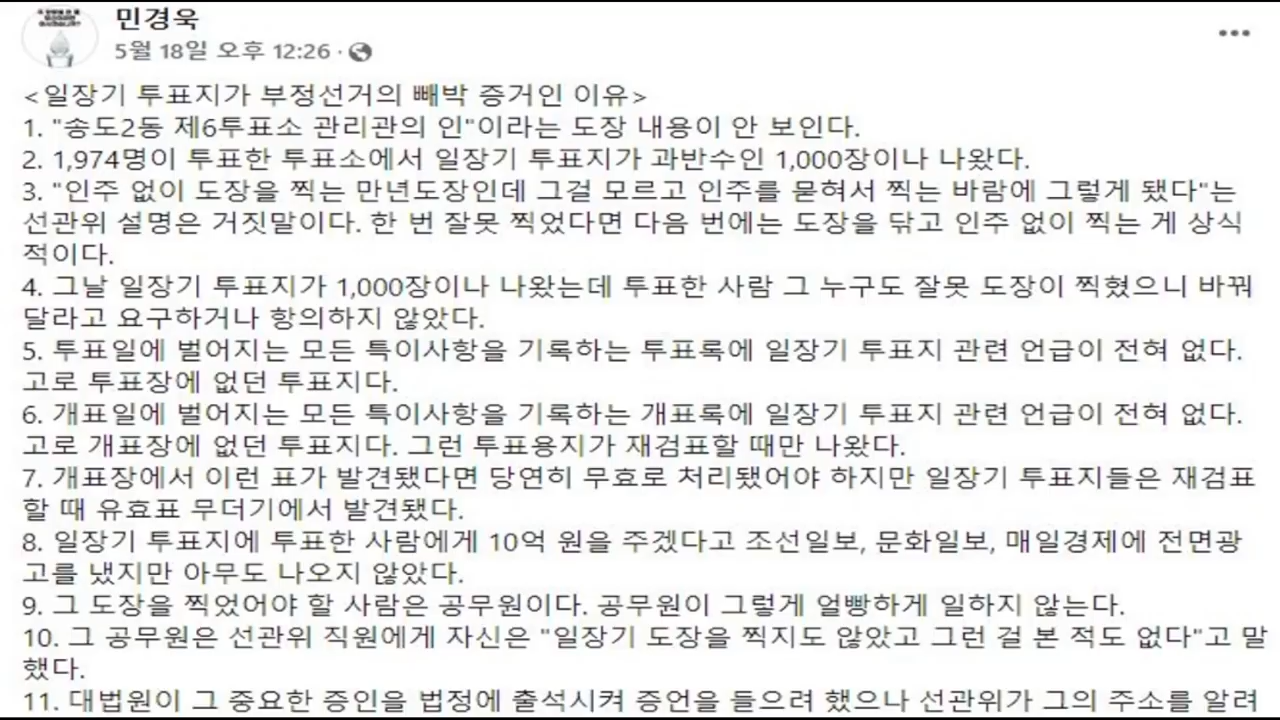 민경욱
5월 18일 오후 12:26 ·
<일장기 투표지가 부정선거의 빼박 증거인 이유>
1. "송도2동 제6투표소 관리관의 인"이라는 도장 내용이 안 보인다.
2. 1,974명이 투표한 투표소에서 일장기 투표지가 과반수인 1,000장이나 나왔다.
3. "인주 없이 도장을 찍는 만년도장인데 그걸 모르고 인주를 묻혀서 찍는 바람에 그렇게 됐다"는
선관위 설명은 거짓말이다. 한 번 잘못 찍었다면 다음 번에는 도장을 닦고 인주 없이 찍는 게 상식
적이다.
4. 그날 일장기 투표지가 1,000장이나 나왔는데 투표한 사람 그 누구도 잘못 도장이 찍혔으니 바꿔
달라고 요구하거나 항의하지 않았다.
5. 투표일에 벌어지는 모든 특이사항을 기록하는 투표록에 일장기 투표지 관련 언급이 전혀 없다.
고로 투표장에 없던 투표지다.
6. 개표일에 벌어지는 모든 특이사항을 기록하는 개표록에 일장기 투표지 관련 언급이 전혀 없다.
고로 개표장에 없던 투표지다. 그런 투표용지가 재검표할 때만 나왔다.
7. 개표장에서 이런 표가 발견됐다면 당연히 무효로 처리됐어야 하지만 일장기 투표지들은 재검표
할 때 유효표 무더기에서 발견됐다.
8. 일장기 투표지에 투표한 사람에게 10억 원을 주겠다고 조선일보, 문화일보, 매일경제에 전면광
고를 냈지만 아무도 나오지 않았다.
9. 그 도장을 찍었어야 할 사람은 공무원이다. 공무원이 그렇게 얼빵하게 일하지 않는다.
10. 그 공무원은 선관위 직원에게 자신은 "일장기 도장을 찍지도 않았고 그런 걸 본 적도 없다"고 말
했다.
11. 대법원이 그 중요한 증인을 법정에 출석시켜 증언을 들으려 했으나 선관위가 그의 주소를 알려